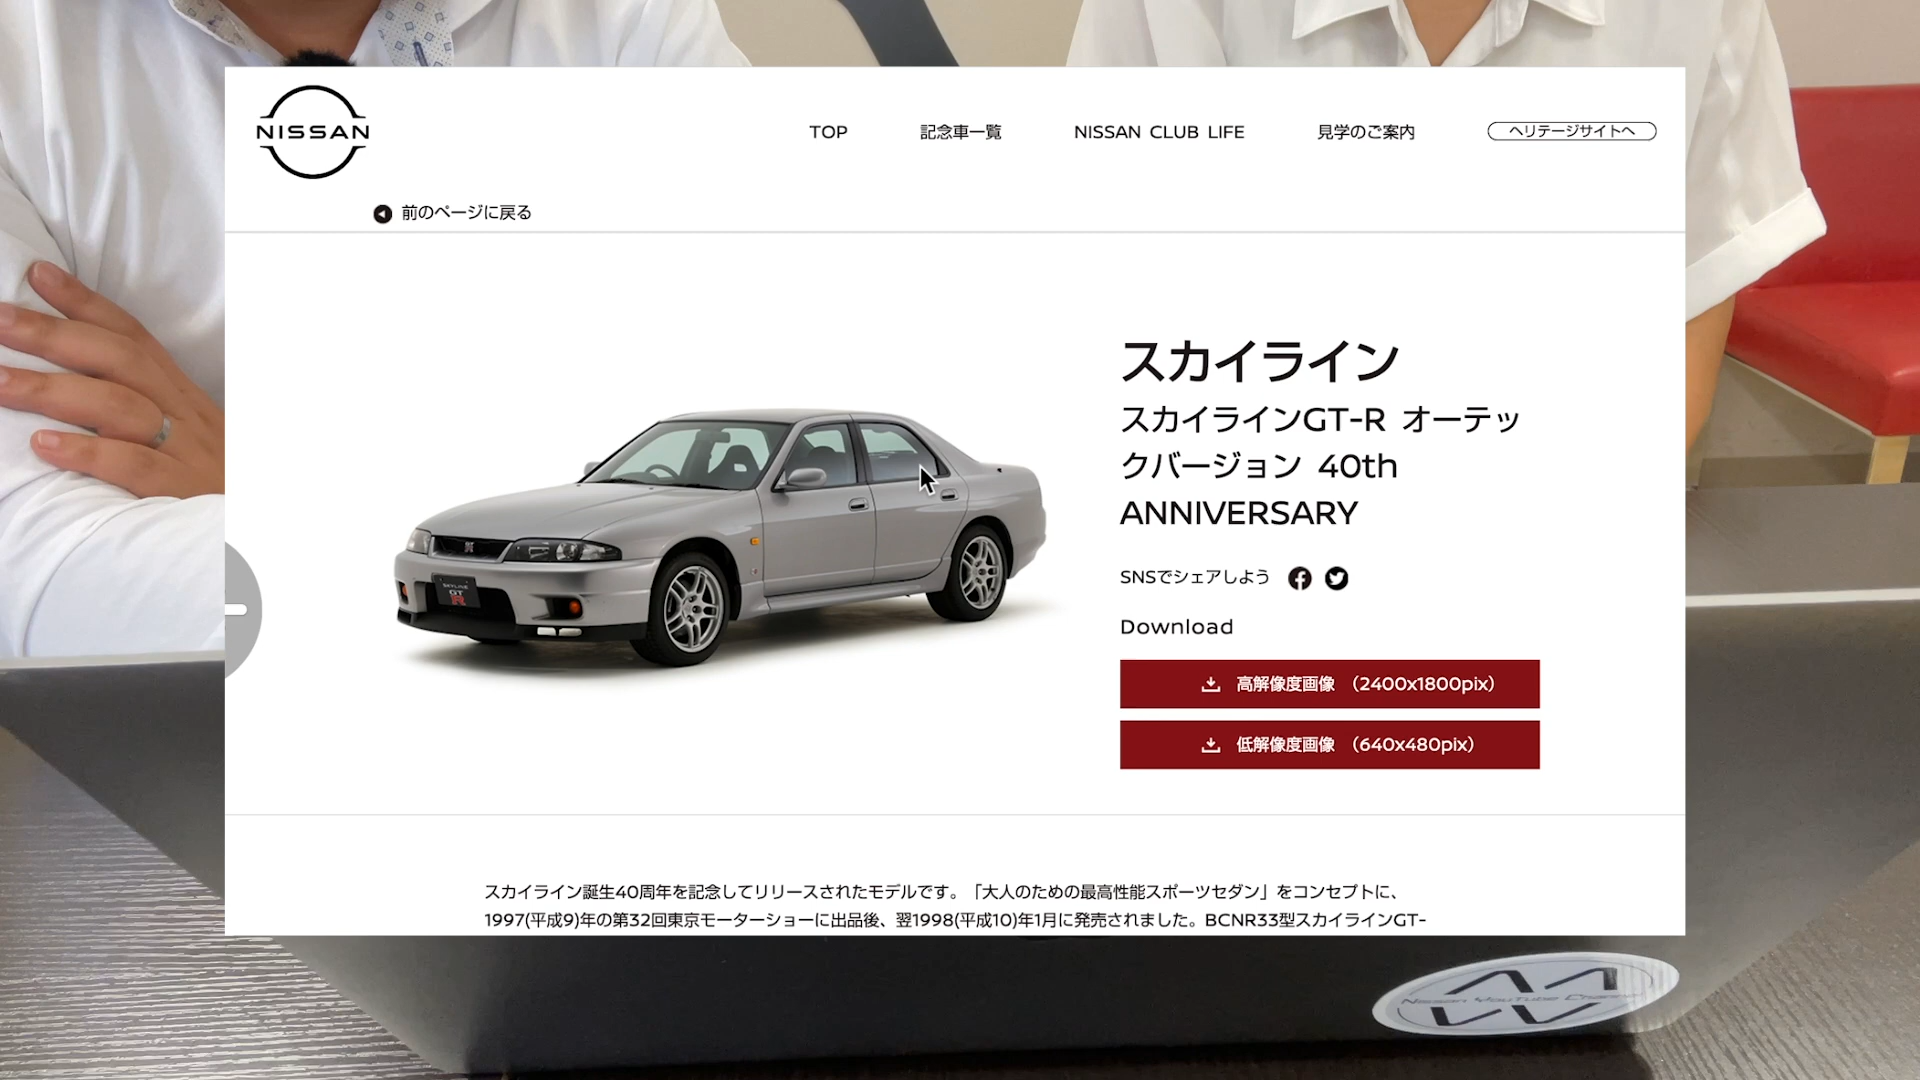 NISSAN
TOP
記念車一覧
NISSAN CLUB LIFE
見学のご案内
ヘリテージサイトへ
前のページに戻る
スカイライン
スカイラインGT-R オーテッ
クバージョン 40th
ANNIVERSARY
SNSでシェアしよう
Download
高解像度画像 （2400x1800pix）
低解像度画像 （640x480pix）
SKYLINE
GT
R
スカイライン誕生40周年を記念してリリースされたモデルです。「大人のための最高性能スポーツセダン」をコンセプトに、
1997(平成9)年の第32回東京モーターショーに出品後、翌1998(平成10)年1月に発売されました。BCNR33型スカイラインGT-
Nissan YouTube